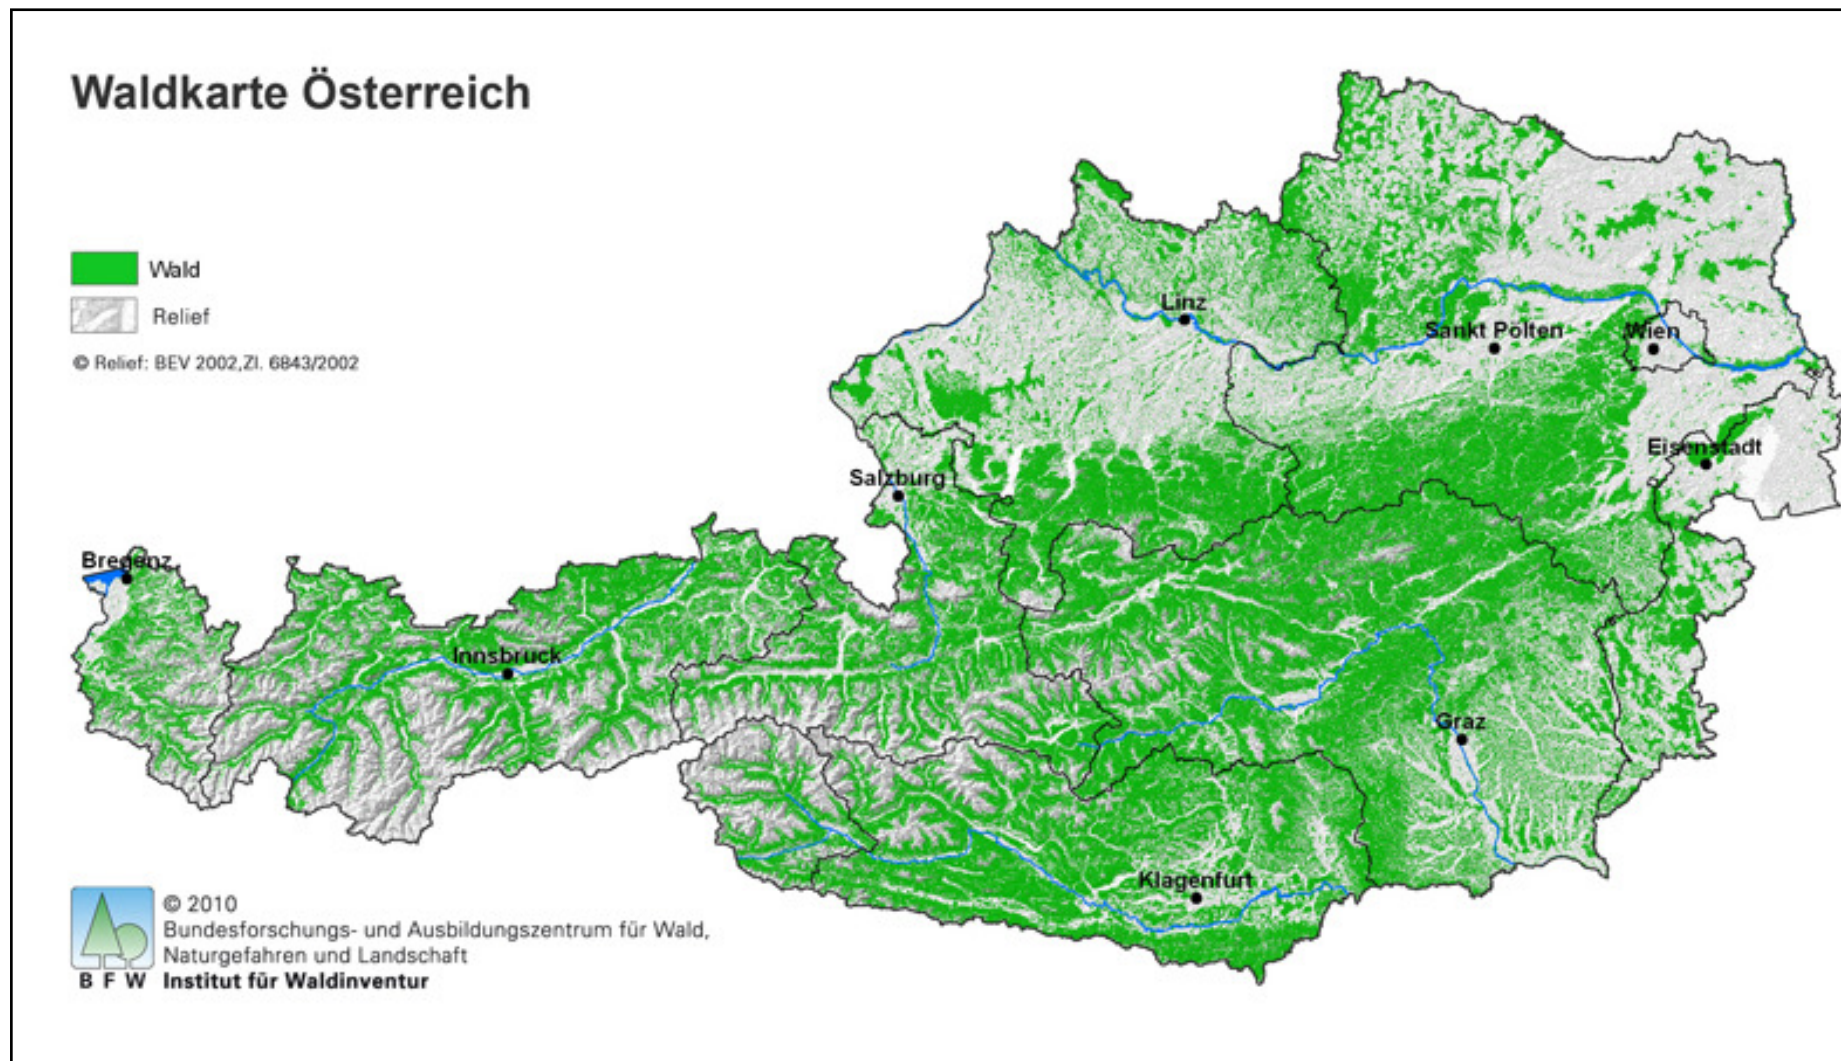 Waldkarte Österreich
Wald
Relief
© Relief: BEV 2002,Zl. 6843/2002
Linz
Sankt Pölten
Wien
Eisenstadt
Salzburg
Bregenz
Innsbruck
Graz
Klagenfurt
© 2010
Bundesforschungs- und Ausbildungszentrum für Wald,
Naturgefahren und Landschaft
BFW Institut für Waldinventur